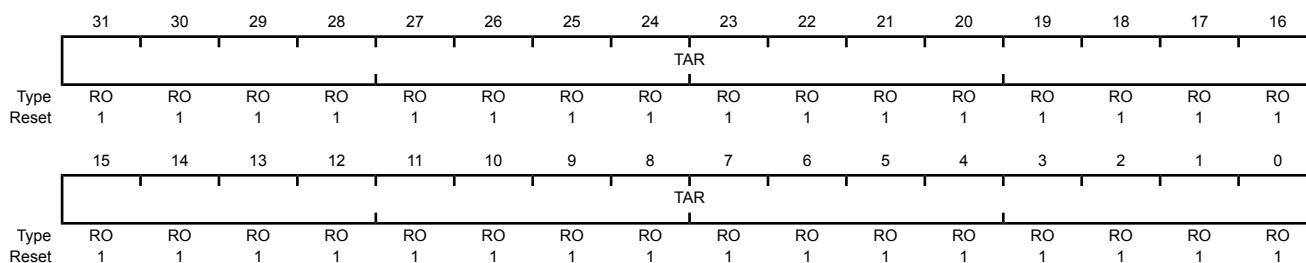 31 30 29 28 27 26 25 24 23 22 21 20 19 18 17 16
TAR
Type RO RO RO RO RO RO RO RO RO RO RO RO RO RO RO RO
Reset 1 1 1 1 1 1 1 1 1 1 1 1 1 1 1 1
15 14 13 12 11 10 9 8 7 6 5 4 3 2 1 0
TAR
Type RO RO RO RO RO RO RO RO RO RO RO RO RO RO RO RO
Reset 1 1 1 1 1 1 1 1 1 1 1 1 1 1 1 1